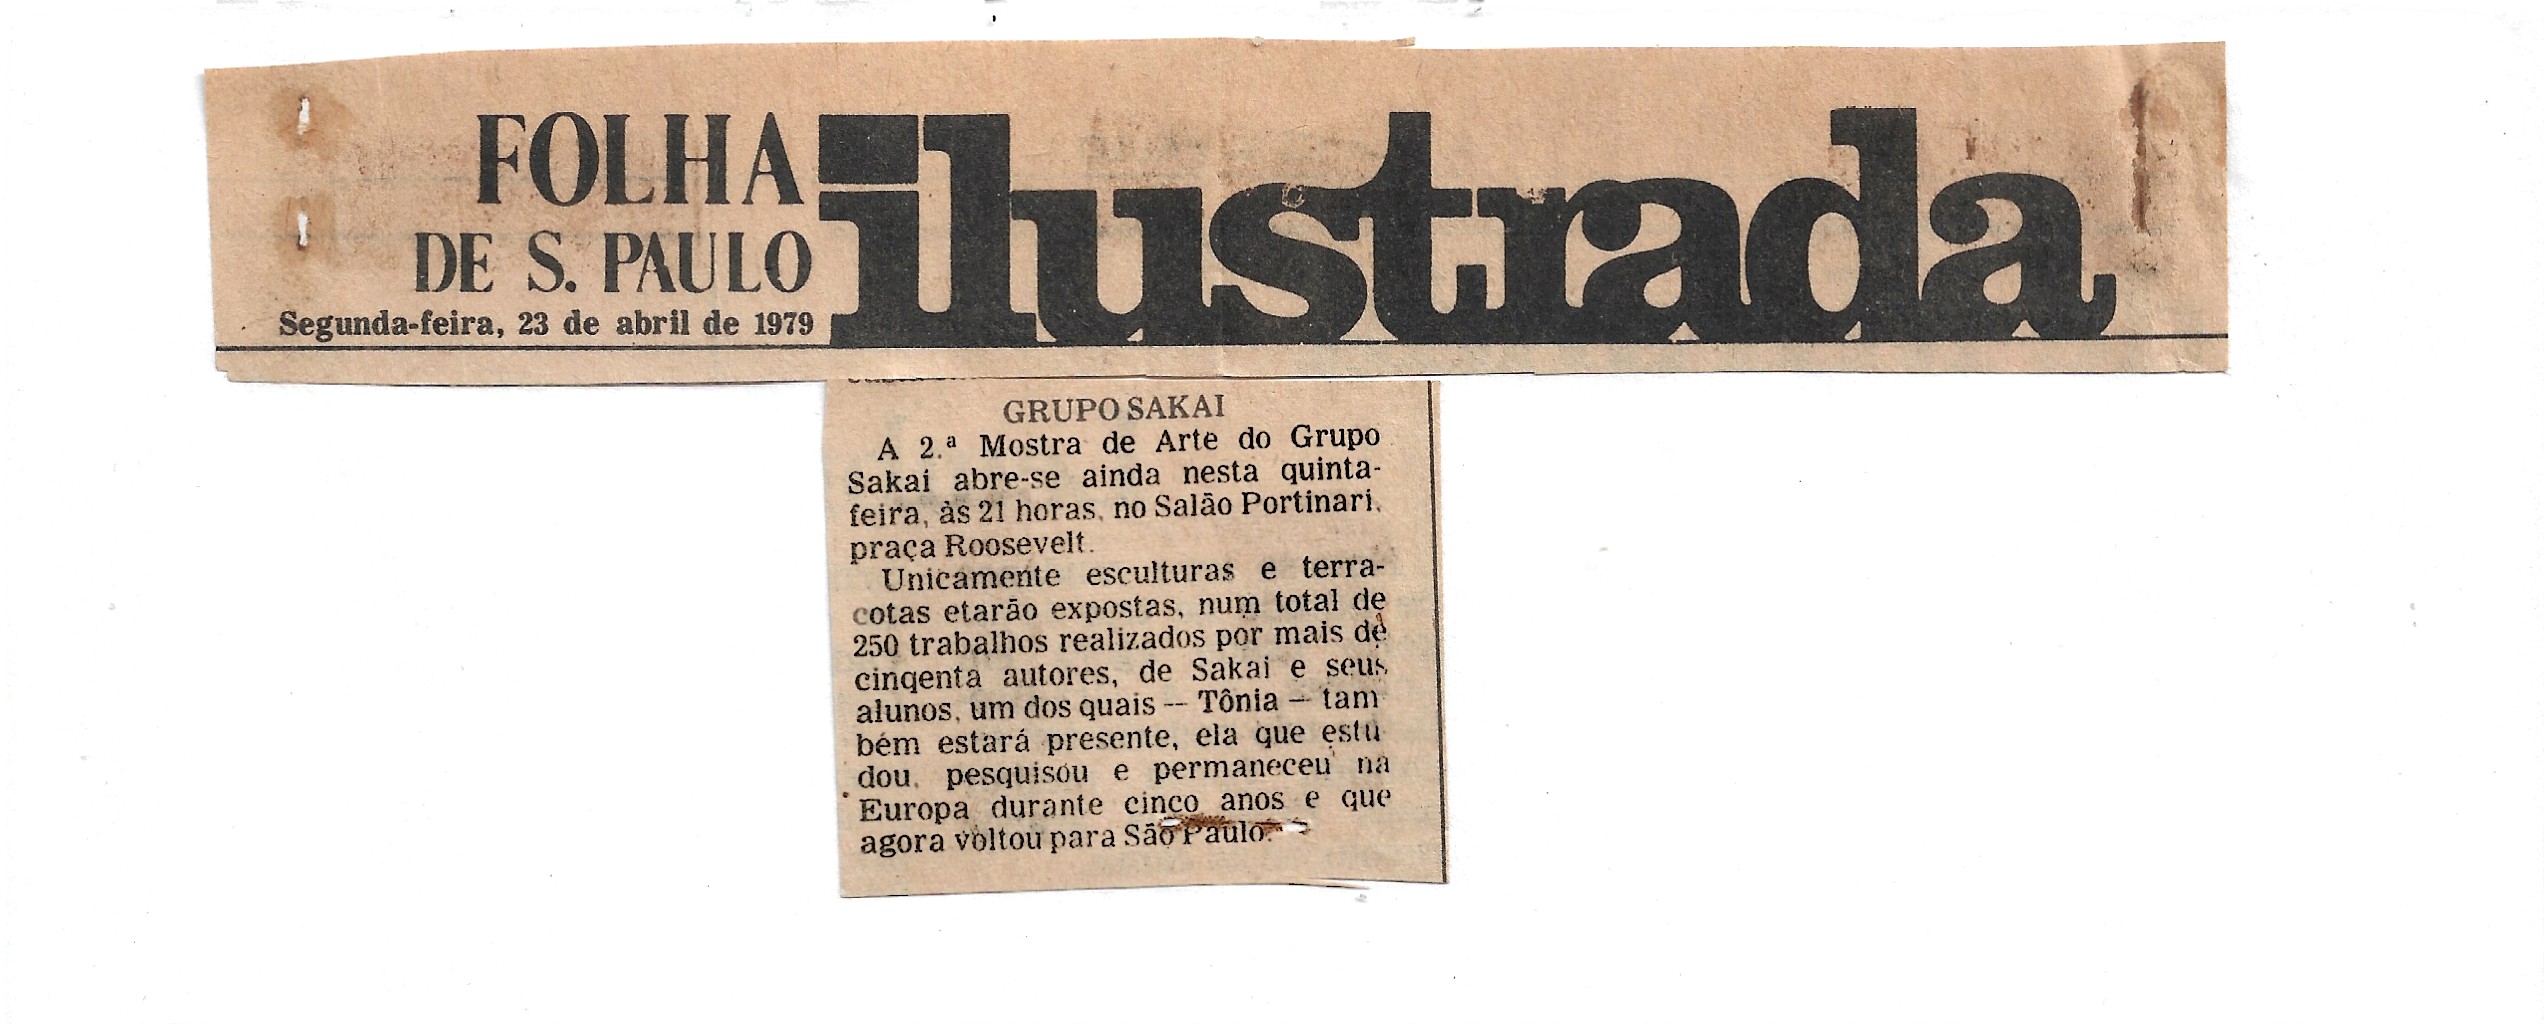 FOLHA
DE S. PAULO
Segunda-feira, 23 de abril de 1979
ilustrada
GRUPO SAKAI
A 2.ª Mostra de Arte do Grupo
Sakai abre-se ainda nesta quinta-
feira, às 21 horas, no Salão Portinari,
praça Roosevelt.
Unicamente esculturas e terra-
cotas etarão expostas, num total de
250 trabalhos realizados por mais de
cinqenta autores, de Sakai e seus
alunos, um dos quais — Tônia — tam
bém estará presente, ela que estu
dou, pesquisou e permaneceu na
Europa durante cinco anos e que
agora voltou para São Paulo.